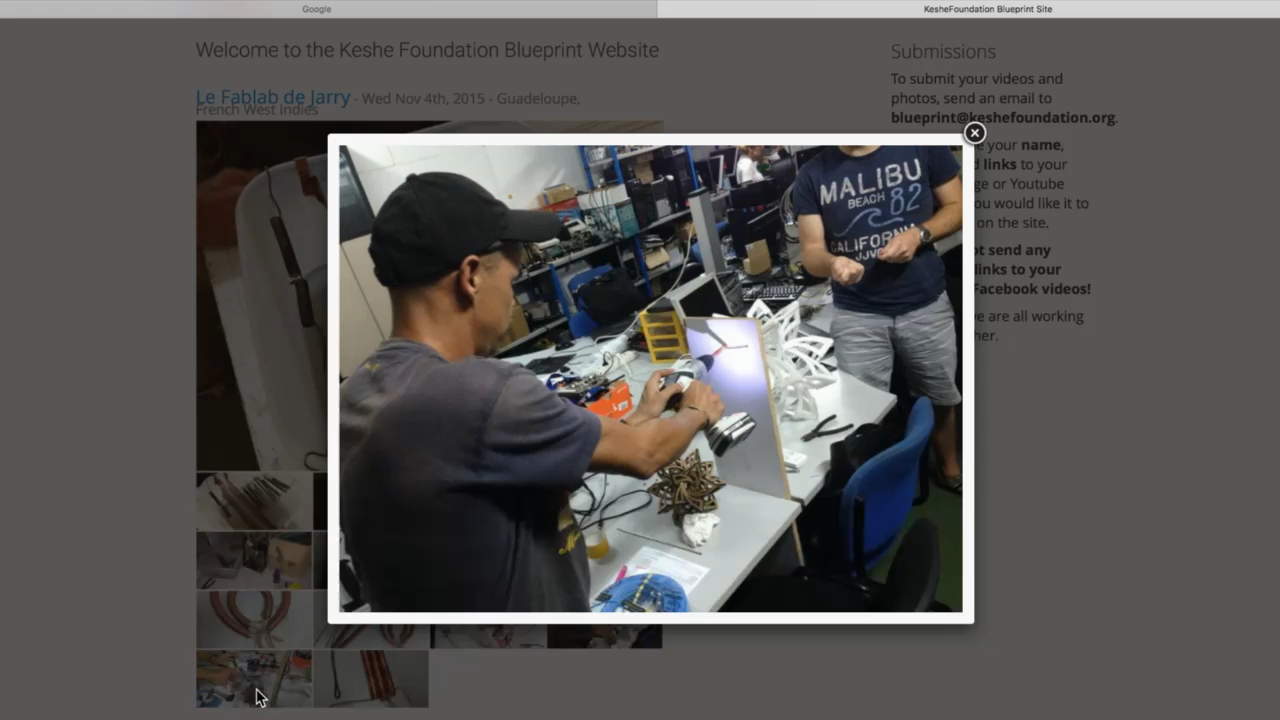 Google
KesheFoundation Blueprint Site
Welcome to the Keshe Foundation Blueprint Website
Le Fablab de Jarry - Wed Nov 4th, 2015 - Guadeloupe,
French West Indies
Submissions
To submit your videos and
photos, send an email to
blueprint@keshefoundation.org.
e your name,
d links to your
ge or Youtube
ou would like it to
on the site.
ot send any
links to your
Facebook videos!
e are all working
her.
MALIBU
BEACH 82
CALIFORNIA